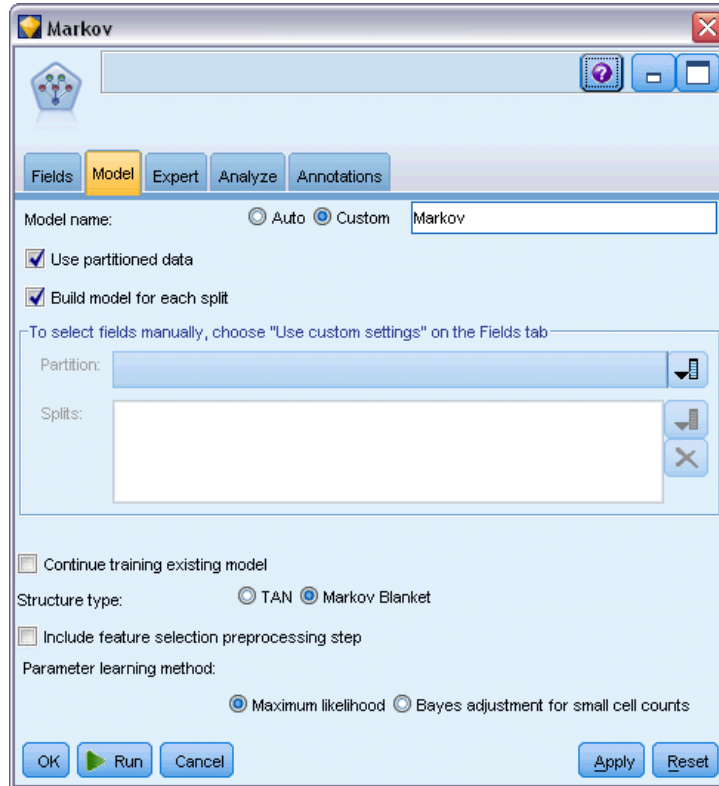 Markov
Fields Model Expert Analyze Annotations
Model name: Auto Custom Markov
Use partitioned data
Build model for each split
To select fields manually, choose "Use custom settings" on the Fields tab
Partition:
Splits:
Continue training existing model
Structure type: TAN Markov Blanket
Include feature selection preprocessing step
Parameter learning method:
Maximum likelihood Bayes adjustment for small cell counts
OK Run Cancel Apply Reset